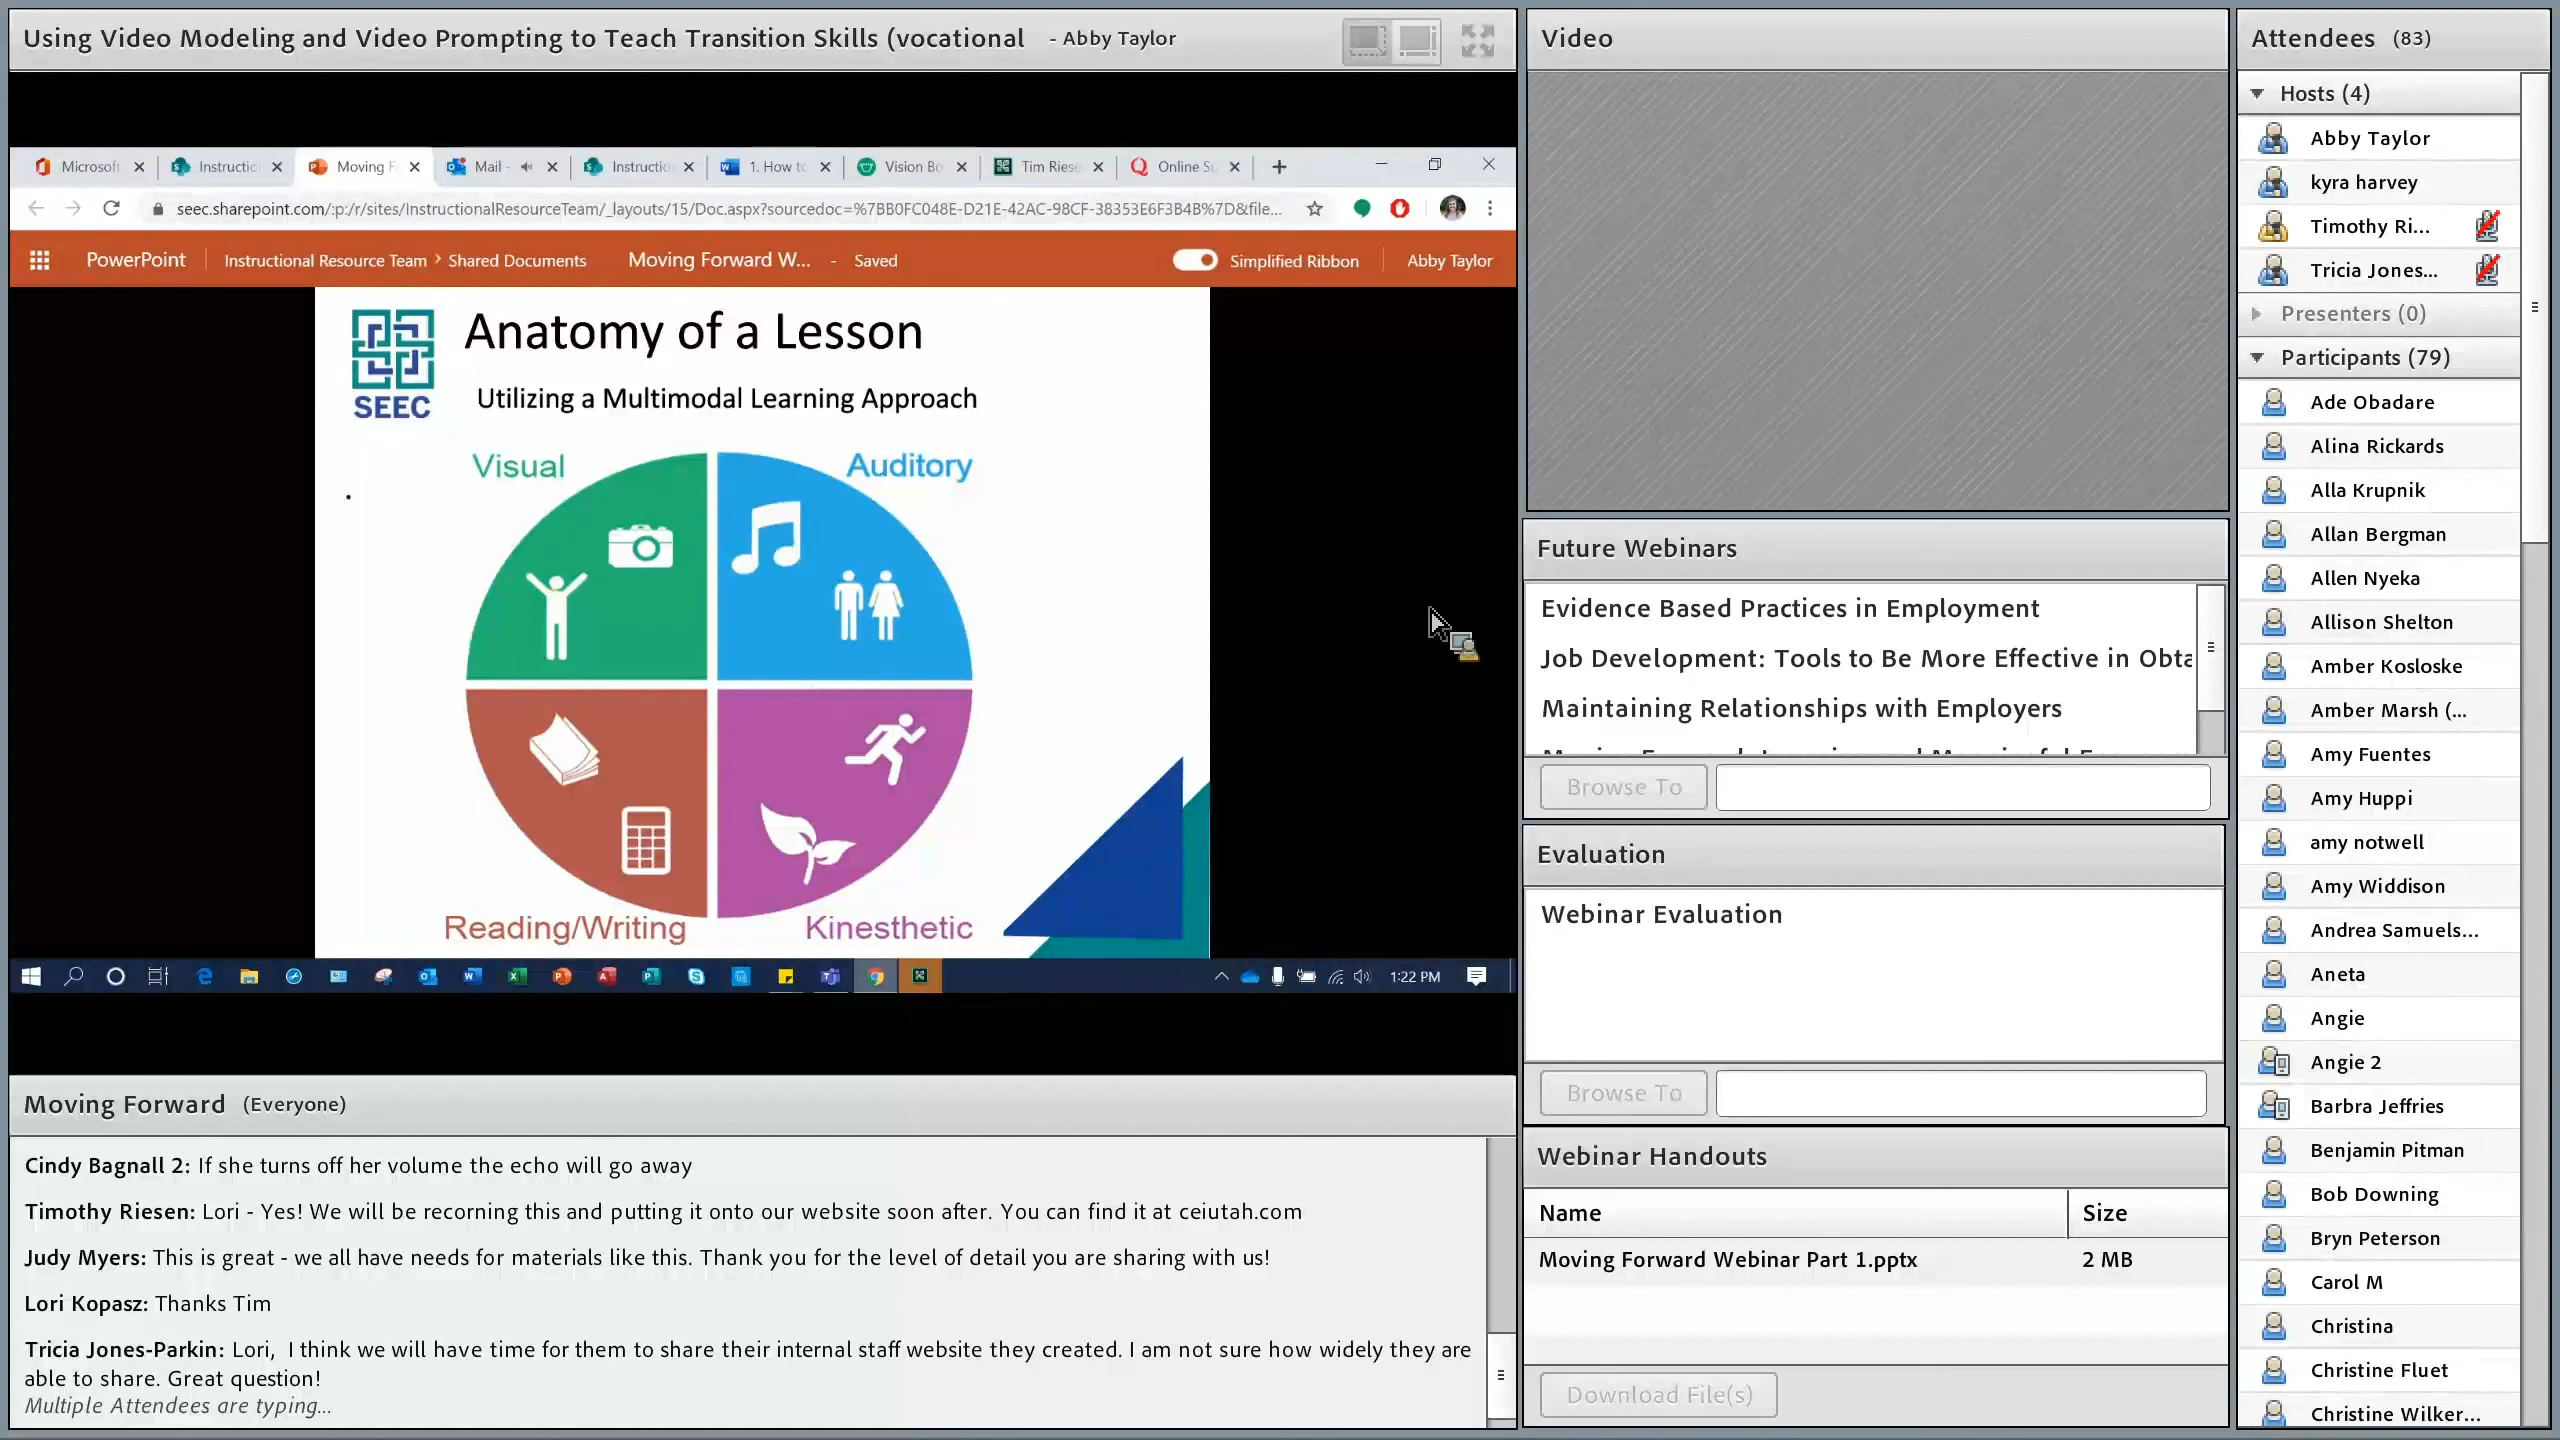 Using Video Modeling and Video Prompting to Teach Transition Skills (vocational - Abby Taylor
Microsoft
Instructio
Moving F
Mail -
Instructio
1. How to
Vision Bo
Tim Riese
Online Su
seec.sharepoint.com/:p:/r/sites/InstructionalResourceTeam/_layouts/15/Doc.aspx?sourcedoc=%7BB0FC048E-D21E-42AC-98CF-38353E6F3B4B%7D&file...
PowerPoint
Instructional Resource Team > Shared Documents
Moving Forward W... - Saved
Simplified Ribbon
Abby Taylor
SEEC
Anatomy of a Lesson
Utilizing a Multimodal Learning Approach
Visual
Auditory
Reading/Writing
Kinesthetic
1:22 PM
Moving Forward (Everyone)
Cindy Bagnall 2: If she turns off her volume the echo will go away
Timothy Riesen: Lori - Yes! We will be recorning this and putting it onto our website soon after. You can find it at ceiutah.com
Judy Myers: This is great - we all have needs for materials like this. Thank you for the level of detail you are sharing with us!
Lori Kopasz: Thanks Tim
Tricia Jones-Parkin: Lori, I think we will have time for them to share their internal staff website they created. I am not sure how widely they are
able to share. Great question!
Multiple Attendees are typing...
Video
Future Webinars
Evidence Based Practices in Employment
Job Development: Tools to Be More Effective in Obta
Maintaining Relationships with Employers
Browse To
Evaluation
Webinar Evaluation
Browse To
Webinar Handouts
Name Size
Moving Forward Webinar Part 1.pptx 2 MB
Download File(s)
Attendees (83)
Hosts (4)
Abby Taylor
kyra harvey
Timothy Ri...
Tricia Jones...
Presenters (0)
Participants (79)
Ade Obadare
Alina Rickards
Alla Krupnik
Allan Bergman
Allen Nyeka
Allison Shelton
Amber Kosloske
Amber Marsh (...
Amy Fuentes
Amy Huppi
amy notwell
Amy Widdison
Andrea Samuels...
Aneta
Angie
Angie 2
Barbra Jeffries
Benjamin Pitman
Bob Downing
Bryn Peterson
Carol M
Christina
Christine Fluet
Christine Wilker...